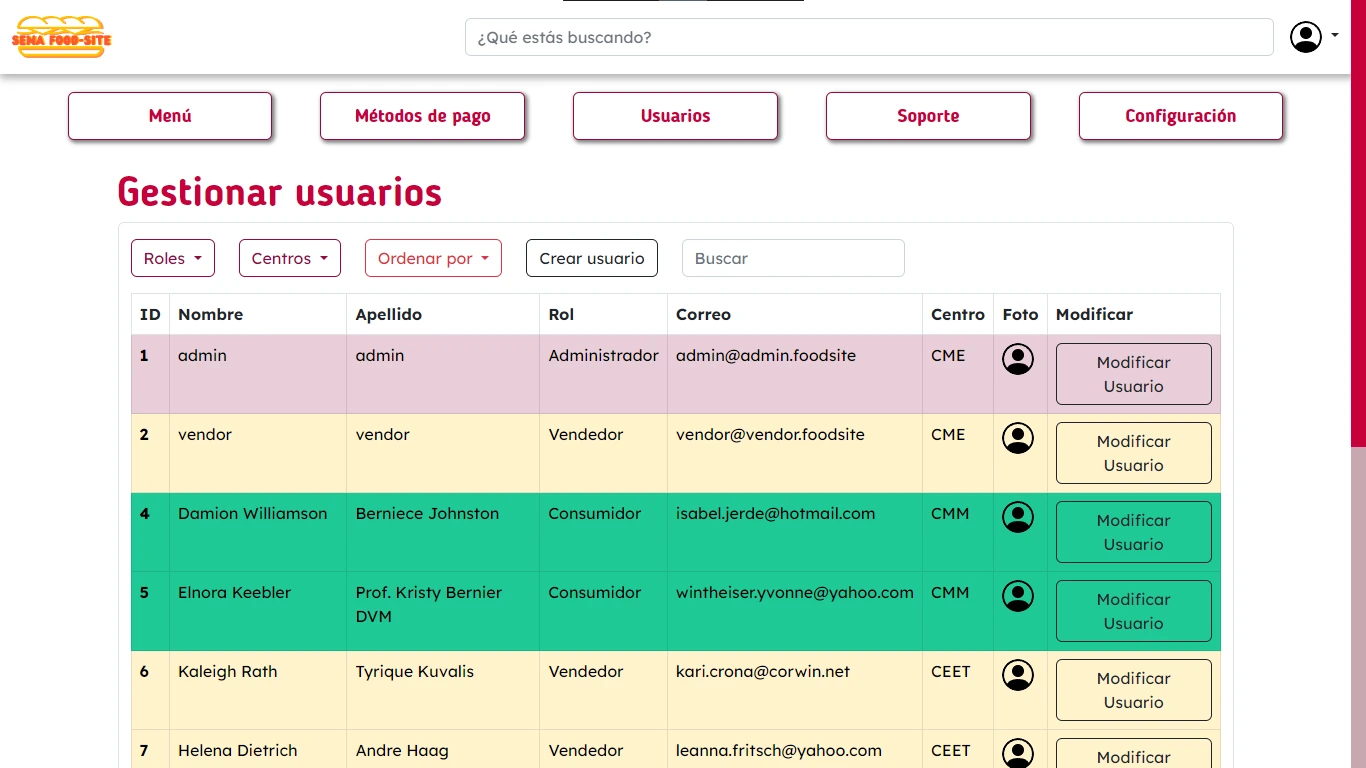 SENA FOOD-SITE
¿Qué estás buscando?
Menú
Métodos de pago
Usuarios
Soporte
Configuración
Gestionar usuarios
Roles
Centros
Ordenar por
Crear usuario
Buscar
ID Nombre Apellido Rol Correo Centro Foto Modificar
1 admin admin Administrador admin@admin.foodsite CME Modificar
Usuario
2 vendor vendor Vendedor vendor@vendor.foodsite CME Modificar
Usuario
4 Damion Williamson Berniece Johnston Consumidor isabel.jerde@hotmail.com CMM Modificar
Usuario
5 Elnora Keebler Prof. Kristy Bernier Consumidor wintheiser.yvonne@yahoo.com CMM Modificar
DVM Usuario
6 Kaleigh Rath Tyrique Kuvalis Vendedor kari.crona@corwin.net CEET Modificar
Usuario
7 Helena Dietrich Andre Haag Vendedor leanna.fritsch@yahoo.com CEET Modificar